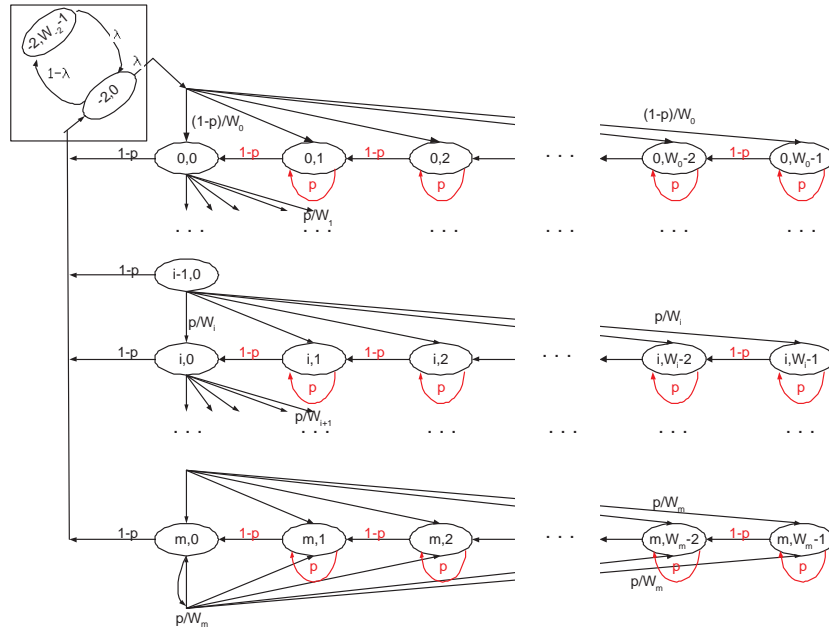 -2,W₋₂-1
λ
1-λ
λ
-2,0
(1-p)/W₀
(1-p)/W₀
1-p
0,0
1-p
0,1
1-p
0,2
. . .
0,W₀-2
1-p
0,W₀-1
p
p
p
p
p/W₁
. . .
. . .
. . .
. . .
. . .
. . .
1-p
i-1,0
p/Wᵢ
p/Wᵢ
1-p
i,0
1-p
i,1
1-p
i,2
. . .
i,Wᵢ-2
1-p
i,Wᵢ-1
p
p
p
p
p/Wᵢ₊₁
. . .
. . .
. . .
. . .
. . .
. . .
p/Wₘ
1-p
m,0
1-p
m,1
1-p
m,2
. . .
m,Wₘ-2
1-p
m,Wₘ-1
p
p
p
p
p/Wₘ
p/Wₘ